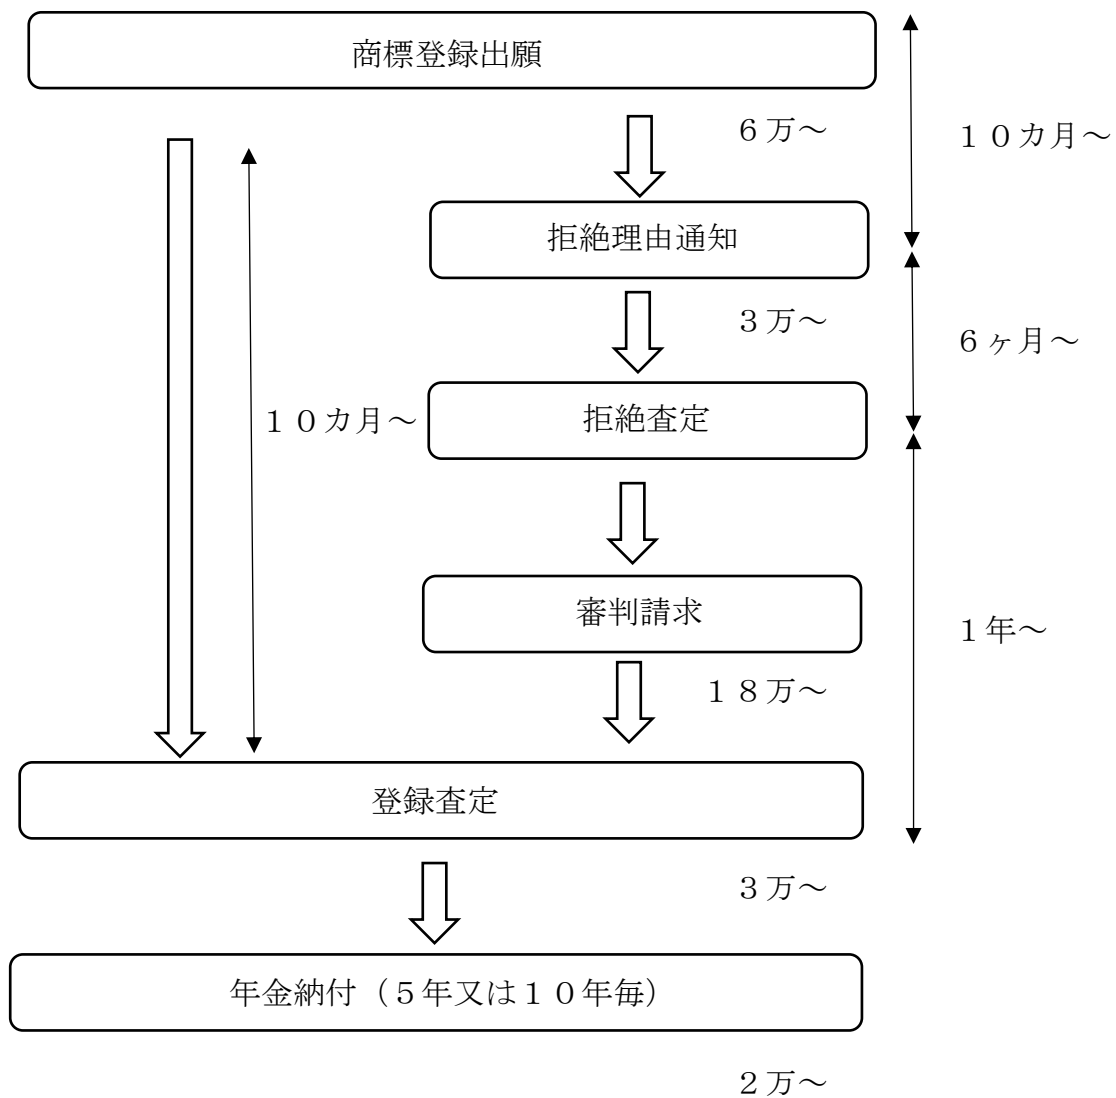 商標登録出願
６万～
１０カ月～
拒絶理由通知
３万～
６ヶ月～
１０カ月～
拒絶査定
審判請求
１年～
１８万～
登録査定
３万～
年金納付（５年又は１０年毎）
２万～